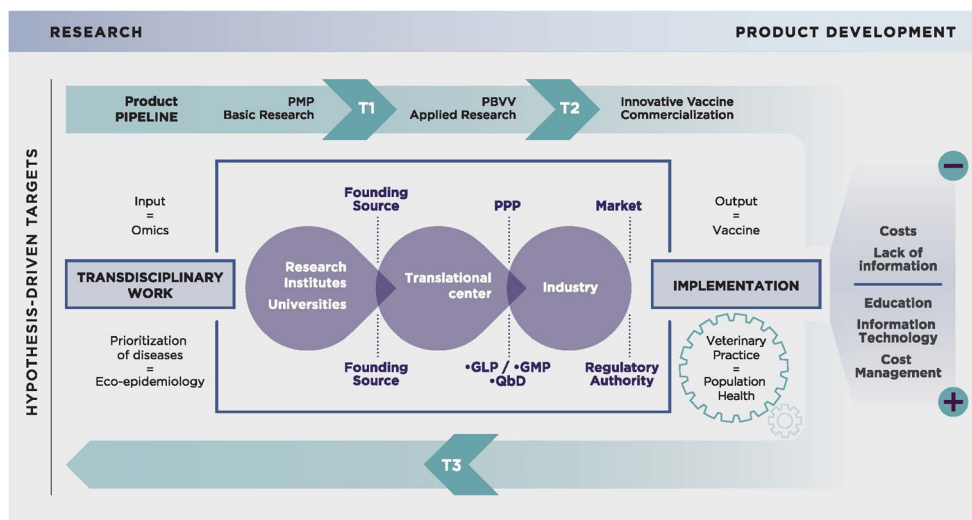 RESEARCH
PRODUCT DEVELOPMENT
HYPOTHESIS-DRIVEN TARGETS
Product
PIPELINE
PMP
Basic Research
T1
PBVV
Applied Research
T2
Innovative Vaccine
Commercialization
Input
=
Omics
TRANSDISCIPLINARY
WORK
Prioritization
of diseases
=
Eco-epidemiology
Founding
Source
PPP
Market
Research
Institutes
Universities
Translational
center
Industry
Founding
Source
•GLP / •GMP
•QbD
Regulatory
Authority
Output
=
Vaccine
IMPLEMENTATION
Veterinary
Practice
=
Population
Health
−
Costs
Lack of
information
Education
Information
Technology
Cost
Management
+
T3